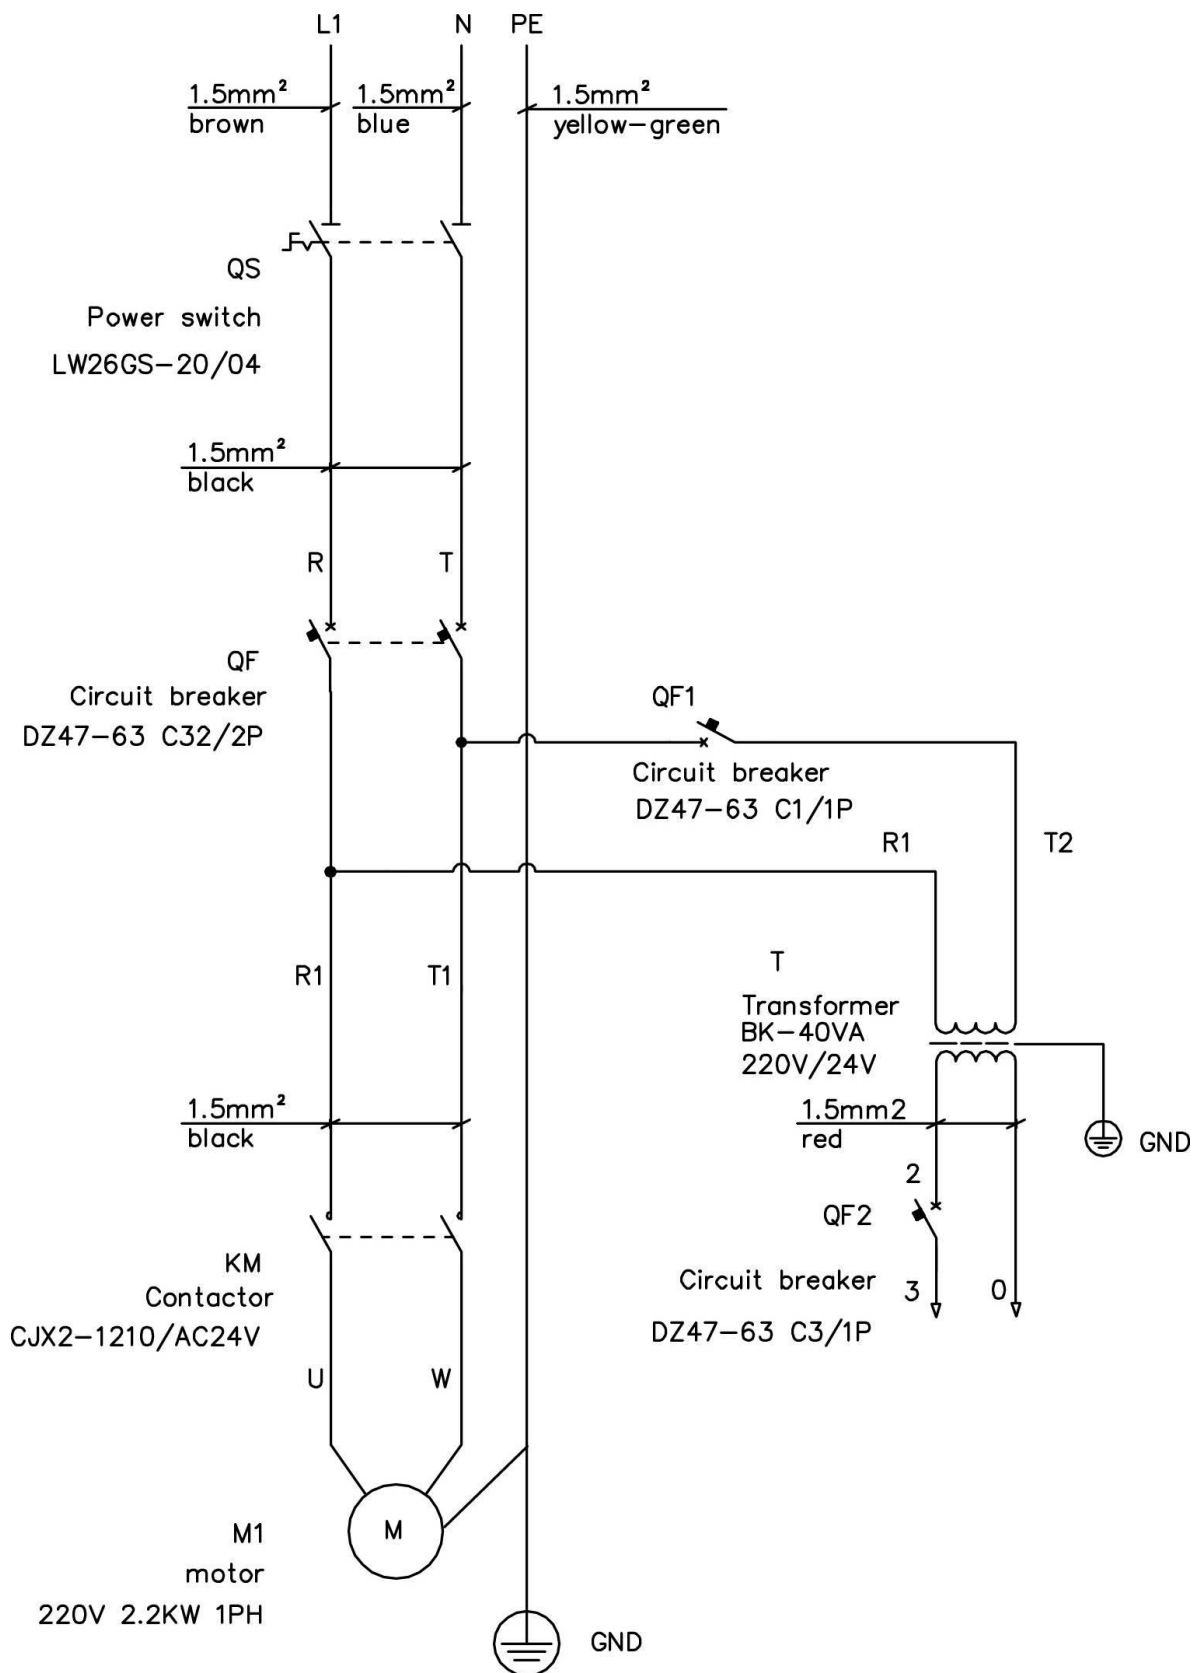 L1
N
PE
1.5mm²
brown
1.5mm²
blue
1.5mm²
yellow-green
QS
Power switch
LW26GS-20/04
1.5mm²
black
R
T
QF
Circuit breaker
DZ47-63 C32/2P
QF1
Circuit breaker
DZ47-63 C1/1P
R1
T2
R1
T1
T
Transformer
BK-40VA
220V/24V
1.5mm²
black
1.5mm2
red
GND
2
QF2
Circuit breaker
DZ47-63 C3/1P
3
0
KM
Contactor
CJX2-1210/AC24V
U
W
M
M1
motor
220V 2.2KW 1PH
GND